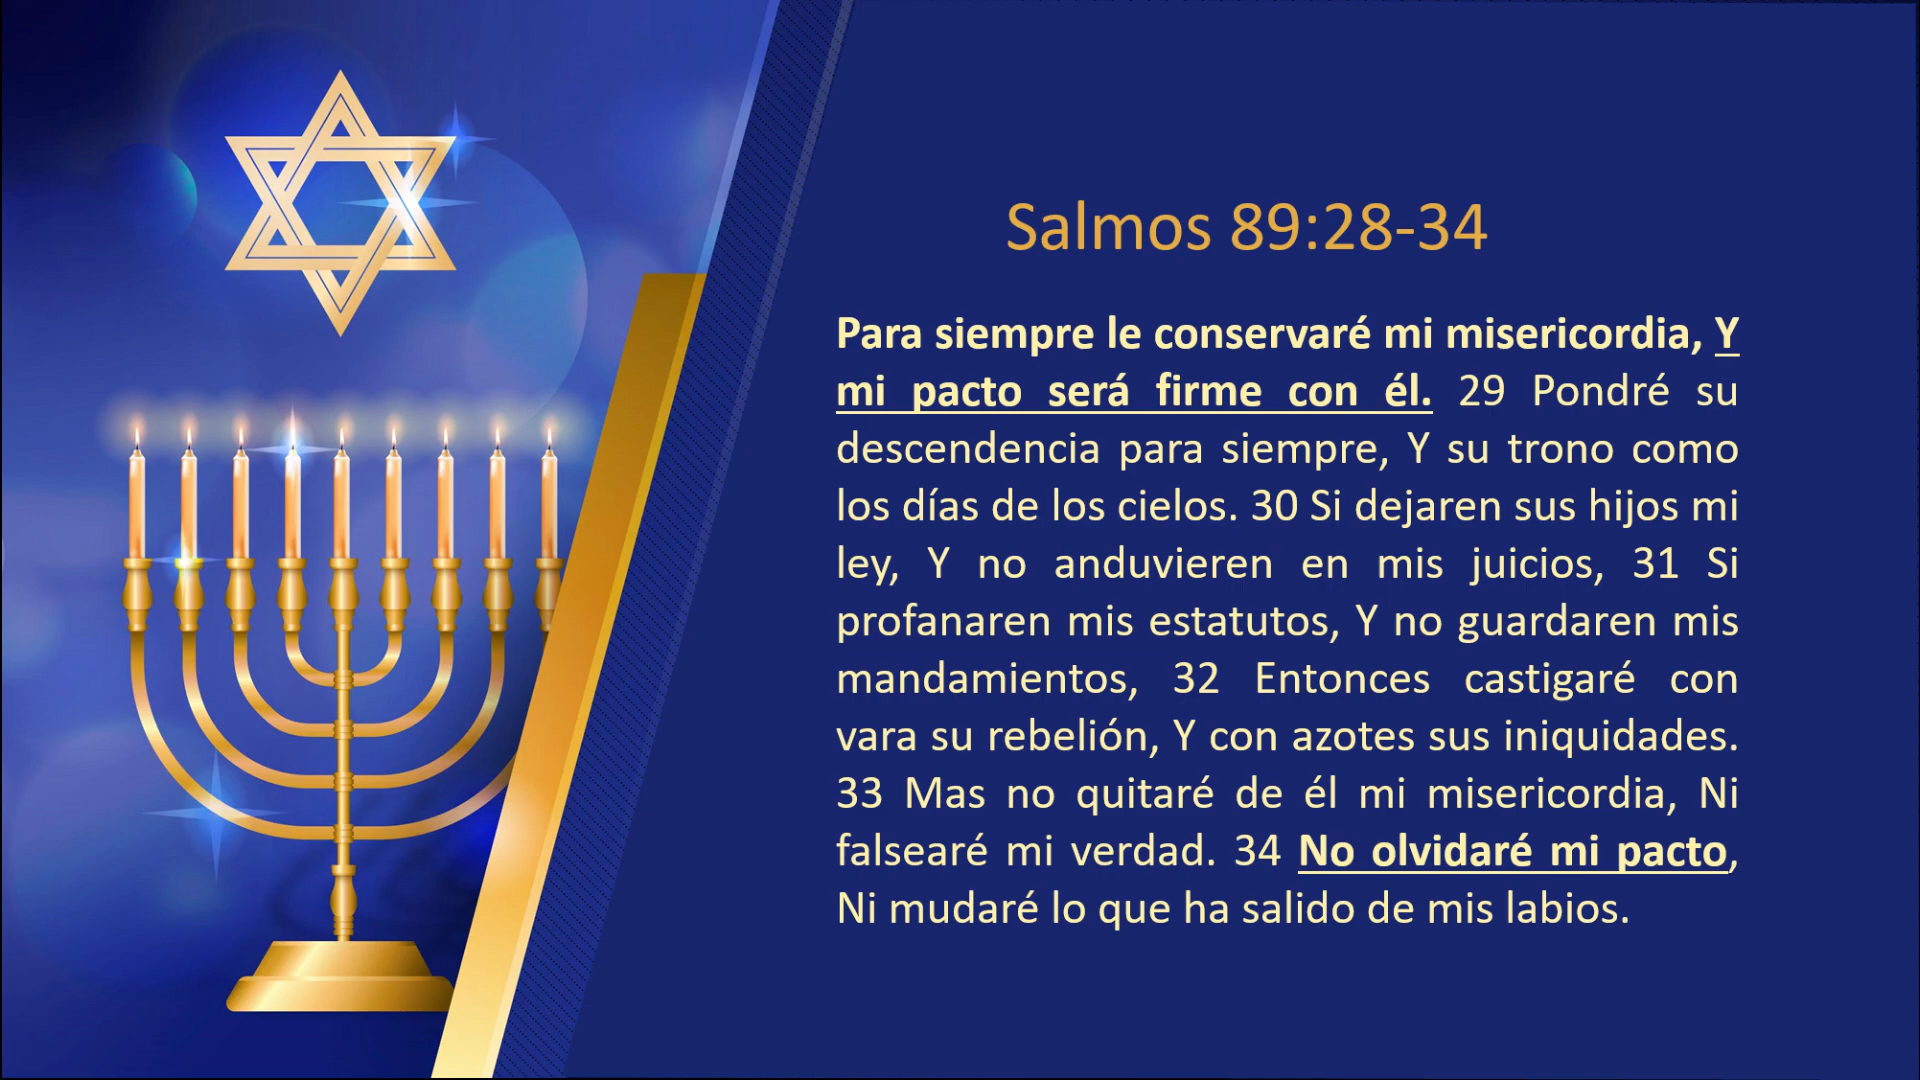 Salmos 89:28-34
Para siempre le conservaré mi misericordia, Y
mi pacto será firme con él. 29 Pondré su
descendencia para siempre, Y su trono como
los días de los cielos. 30 Si dejaren sus hijos mi
ley, Y no anduvieren en mis juicios, 31 Si
profanaren mis estatutos, Y no guardaren mis
mandamientos, 32 Entonces castigaré con
vara su rebelión, Y con azotes sus iniquidades.
33 Mas no quitaré de él mi misericordia, Ni
falsearé mi verdad. 34 No olvidaré mi pacto,
Ni mudaré lo que ha salido de mis labios.